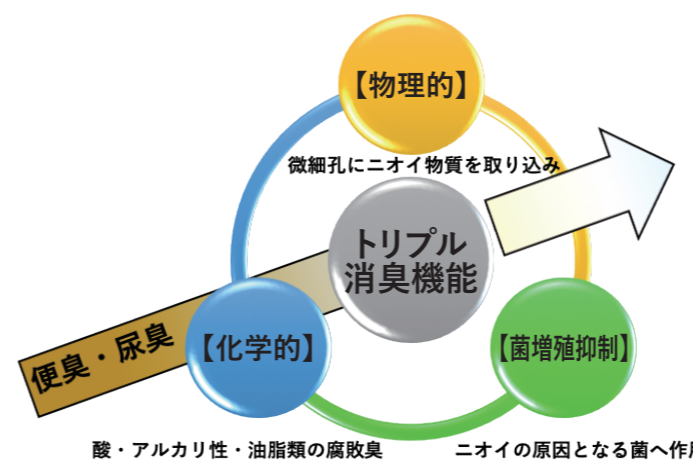 【物理的】
微細孔にニオイ物質を取り込み
トリプル
消臭機能
便臭・尿臭
【化学的】
【菌増殖抑制】
酸・アルカリ性・油脂類の腐敗臭
ニオイの原因となる菌へ作